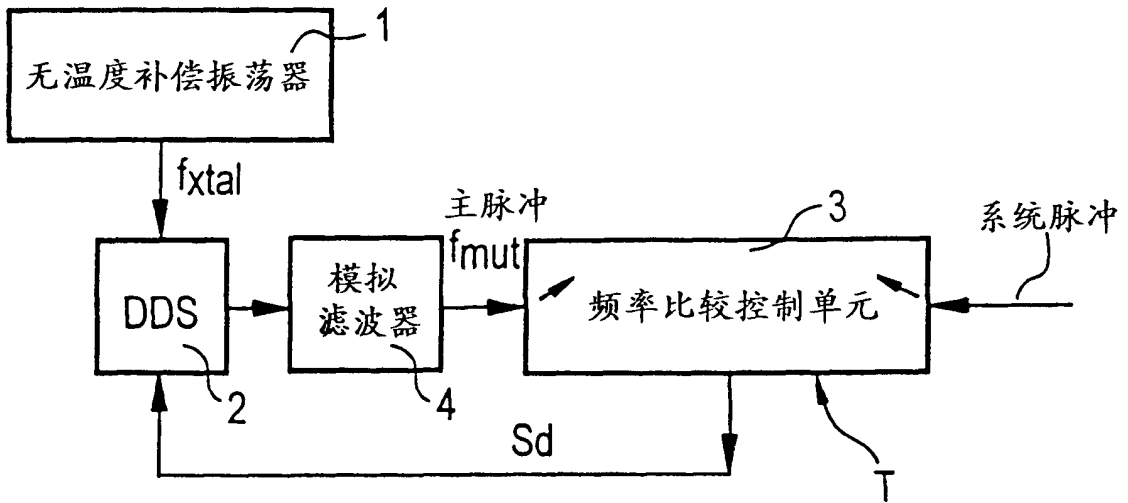 1
无温度补偿振荡器
fxtal
DDS
2
模拟
滤波器
4
主脉冲
fmut
3
频率比较控制单元
系统脉冲
Sd
T